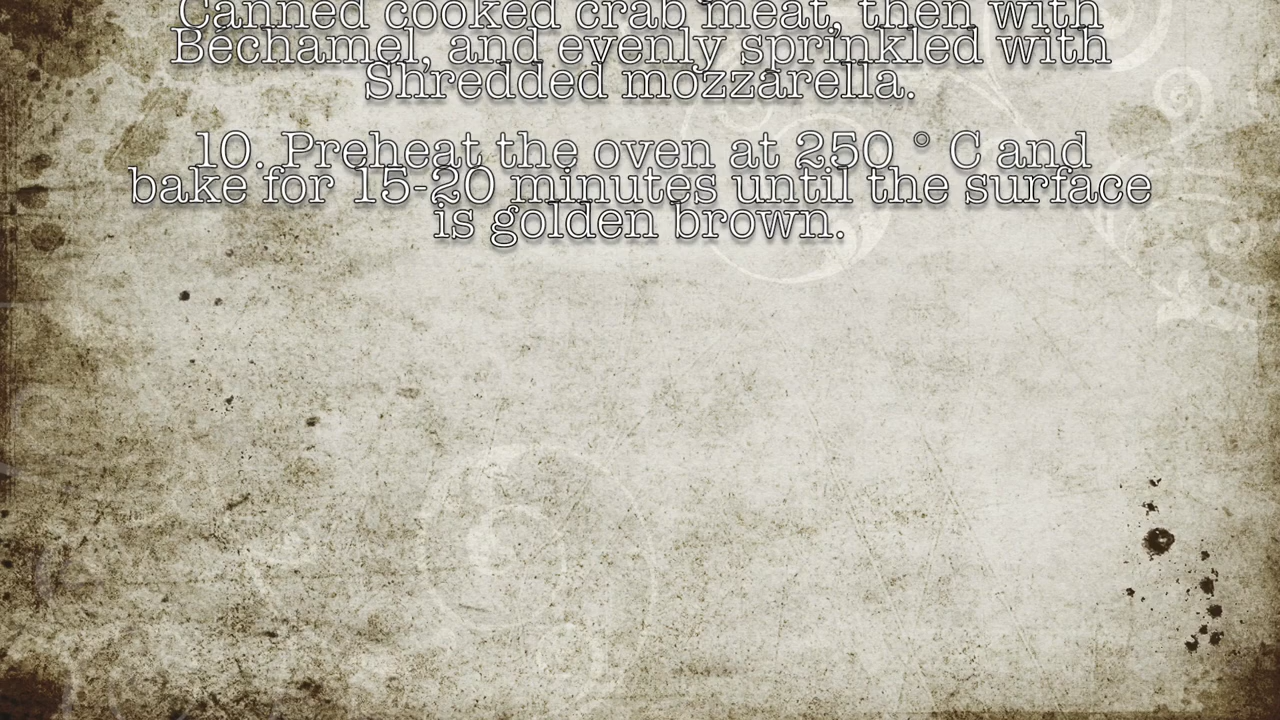 Canned cooked crab meat, then with
Béchamel, and evenly sprinkled with
Shredded mozzarella.
10. Preheat the oven at 250 ° C and
bake for 15-20 minutes until the surface
is golden brown.